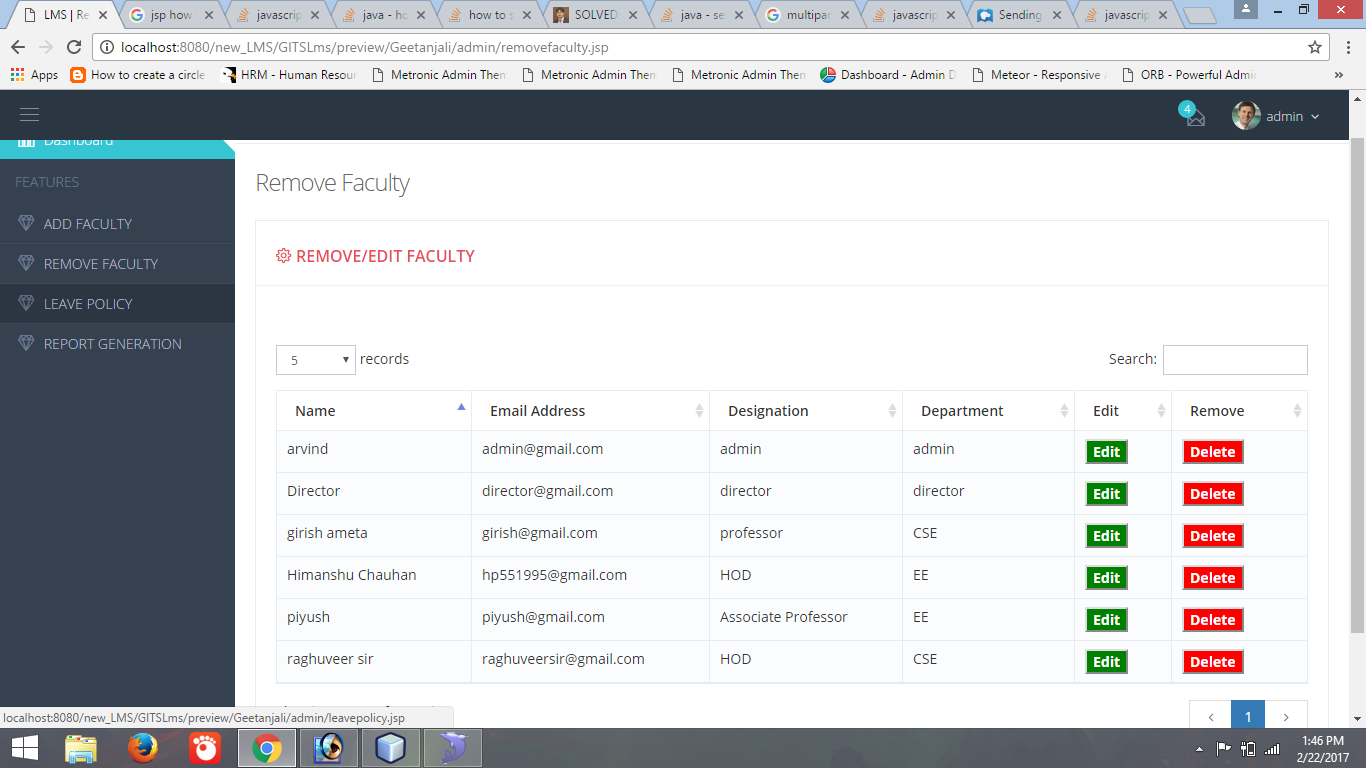 LMS | Re
jsp how
javascrip
java - ho
how to s
SOLVED
java - se
multipa
javascrip
Sending
javascrip
localhost:8080/new_LMS/GITSLms/preview/Geetanjali/admin/removefaculty.jsp
Apps
How to create a circle
HRM - Human Resou
Metronic Admin Them
Metronic Admin Them
Metronic Admin Them
Dashboard - Admin D
Meteor - Responsive A
ORB - Powerful Admin
»
4
admin
Dashboard
FEATURES
ADD FACULTY
REMOVE FACULTY
LEAVE POLICY
REPORT GENERATION
Remove Faculty
REMOVE/EDIT FACULTY
5 records
Search:
Name Email Address Designation Department Edit Remove
arvind admin@gmail.com admin admin Edit Delete
Director director@gmail.com director director Edit Delete
girish ameta girish@gmail.com professor CSE Edit Delete
Himanshu Chauhan hp551995@gmail.com HOD EE Edit Delete
piyush piyush@gmail.com Associate Professor EE Edit Delete
raghuveer sir raghuveersir@gmail.com HOD CSE Edit Delete
‹ 1 ›
localhost:8080/new_LMS/GITSLms/preview/Geetanjali/admin/leavepolicy.jsp
1:46 PM
2/22/2017